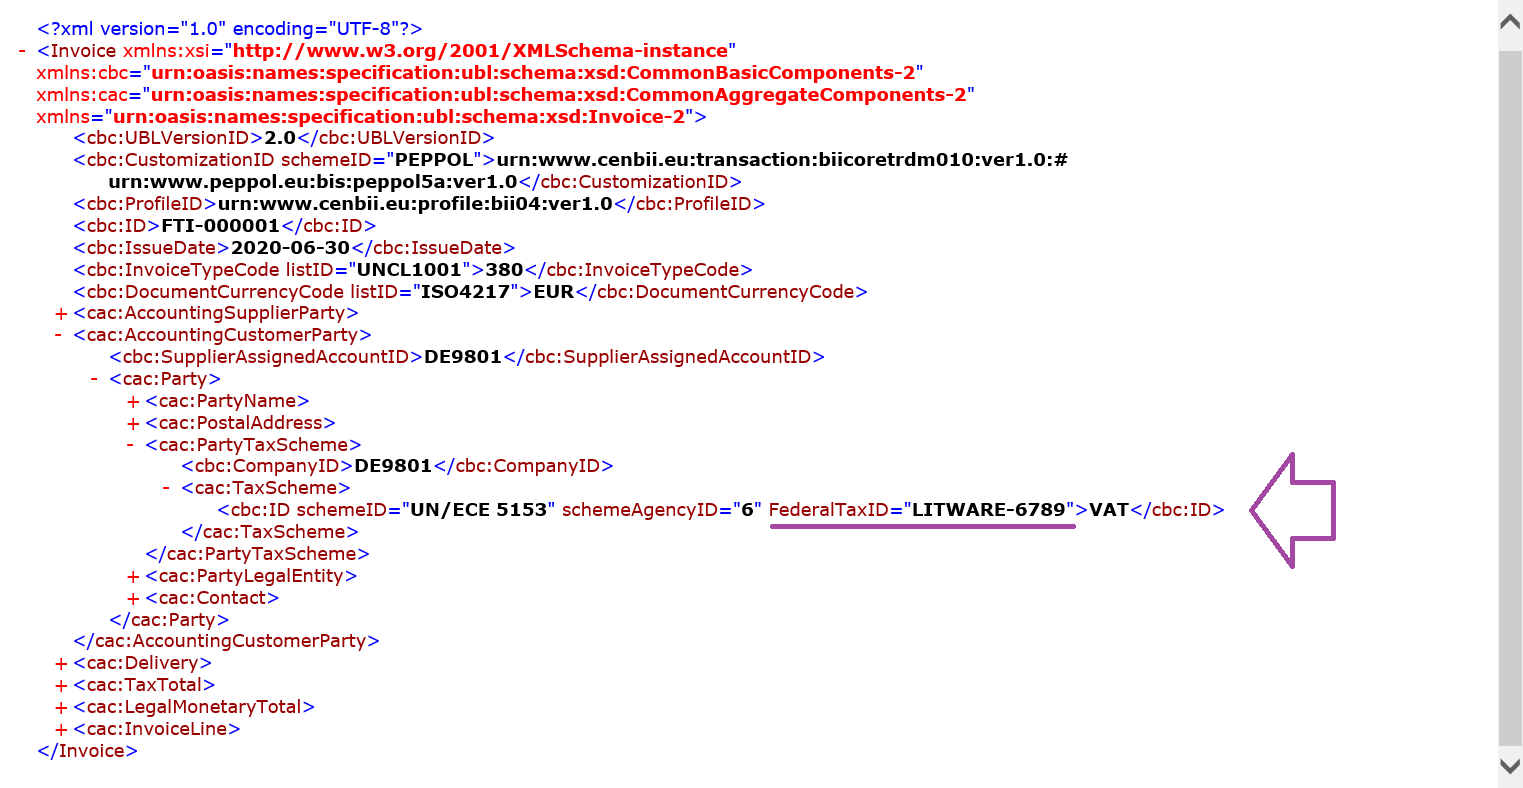 <?xml version="1.0" encoding="UTF-8"?>
- <Invoice xmlns:xsi="http://www.w3.org/2001/XMLSchema-instance"
xmlns:cbc="urn:oasis:names:specification:ubl:schema:xsd:CommonBasicComponents-2"
xmlns:cac="urn:oasis:names:specification:ubl:schema:xsd:CommonAggregateComponents-2"
xmlns="urn:oasis:names:specification:ubl:schema:xsd:Invoice-2">
<cbc:UBLVersionID>2.0</cbc:UBLVersionID>
<cbc:CustomizationID schemeID="PEPPOL">urn:www.cenbii.eu:transaction:biicoretrdm010:ver1.0:#
urn:www.peppol.eu:bis:peppol5a:ver1.0</cbc:CustomizationID>
<cbc:ProfileID>urn:www.cenbii.eu:profile:bii04:ver1.0</cbc:ProfileID>
<cbc:ID>FTI-000001</cbc:ID>
<cbc:IssueDate>2020-06-30</cbc:IssueDate>
<cbc:InvoiceTypeCode listID="UNCL1001">380</cbc:InvoiceTypeCode>
<cbc:DocumentCurrencyCode listID="ISO4217">EUR</cbc:DocumentCurrencyCode>
+ <cac:AccountingSupplierParty>
- <cac:AccountingCustomerParty>
<cbc:SupplierAssignedAccountID>DE9801</cbc:SupplierAssignedAccountID>
- <cac:Party>
+ <cac:PartyName>
+ <cac:PostalAddress>
- <cac:PartyTaxScheme>
<cbc:CompanyID>DE9801</cbc:CompanyID>
- <cac:TaxScheme>
<cbc:ID schemeID="UN/ECE 5153" schemeAgencyID="6" FederalTaxID="LITWARE-6789">VAT</cbc:ID>
</cac:TaxScheme>
</cac:PartyTaxScheme>
+ <cac:PartyLegalEntity>
+ <cac:Contact>
</cac:Party>
</cac:AccountingCustomerParty>
+ <cac:Delivery>
+ <cac:TaxTotal>
+ <cac:LegalMonetaryTotal>
+ <cac:InvoiceLine>
</Invoice>